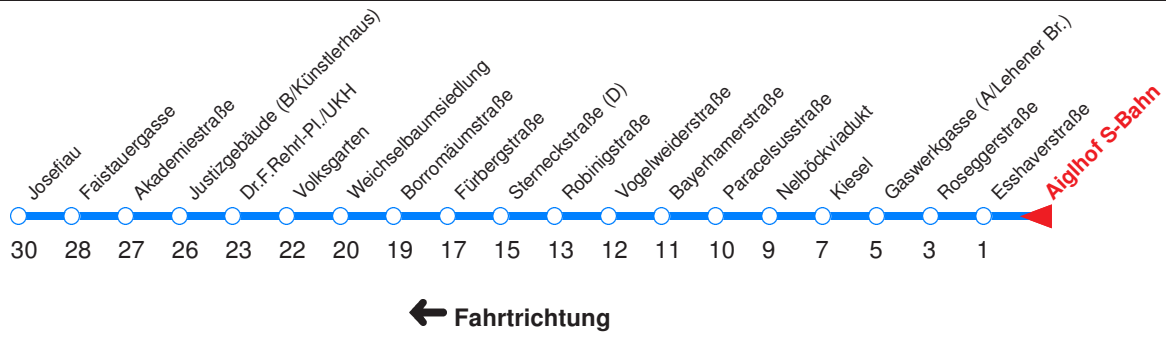 Josefiau
Faistauergasse
Akademiestraße
Justizgebäude (B/Künstlerhaus)
Dr.F.Rehrl-Pl./UKH
Volksgarten
Weichselbaumsiedlung
Borromäumstraße
Fürbergstraße
Sterneckstraße (D)
Robinigstraße
Vogelweiderstraße
Bayerhamerstraße
Paracelsusstraße
Nelböckviadukt
Kiesel
Gaswerkgasse (A/Lehener Br.)
Roseggerstraße
Esshaverstraße
Aiglhof S-Bahn
30 28 27 26 23 22 20 19 17 15 13 12 11 10 9 7 5 3 1
Fahrtrichtung